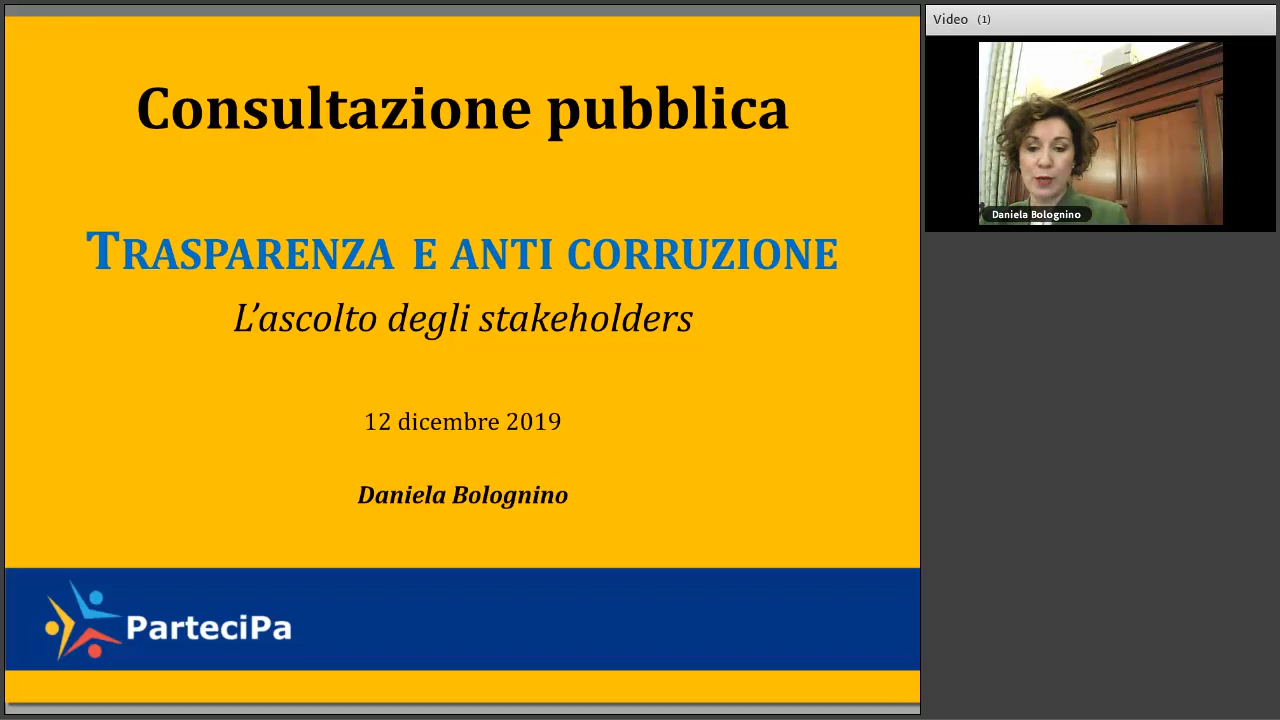 Consultazione pubblica
TRASPARENZA E ANTI CORRUZIONE
L'ascolto degli stakeholders
12 dicembre 2019
Daniela Bolognino
ParteciPa
Video (1)
Daniela Bolognino